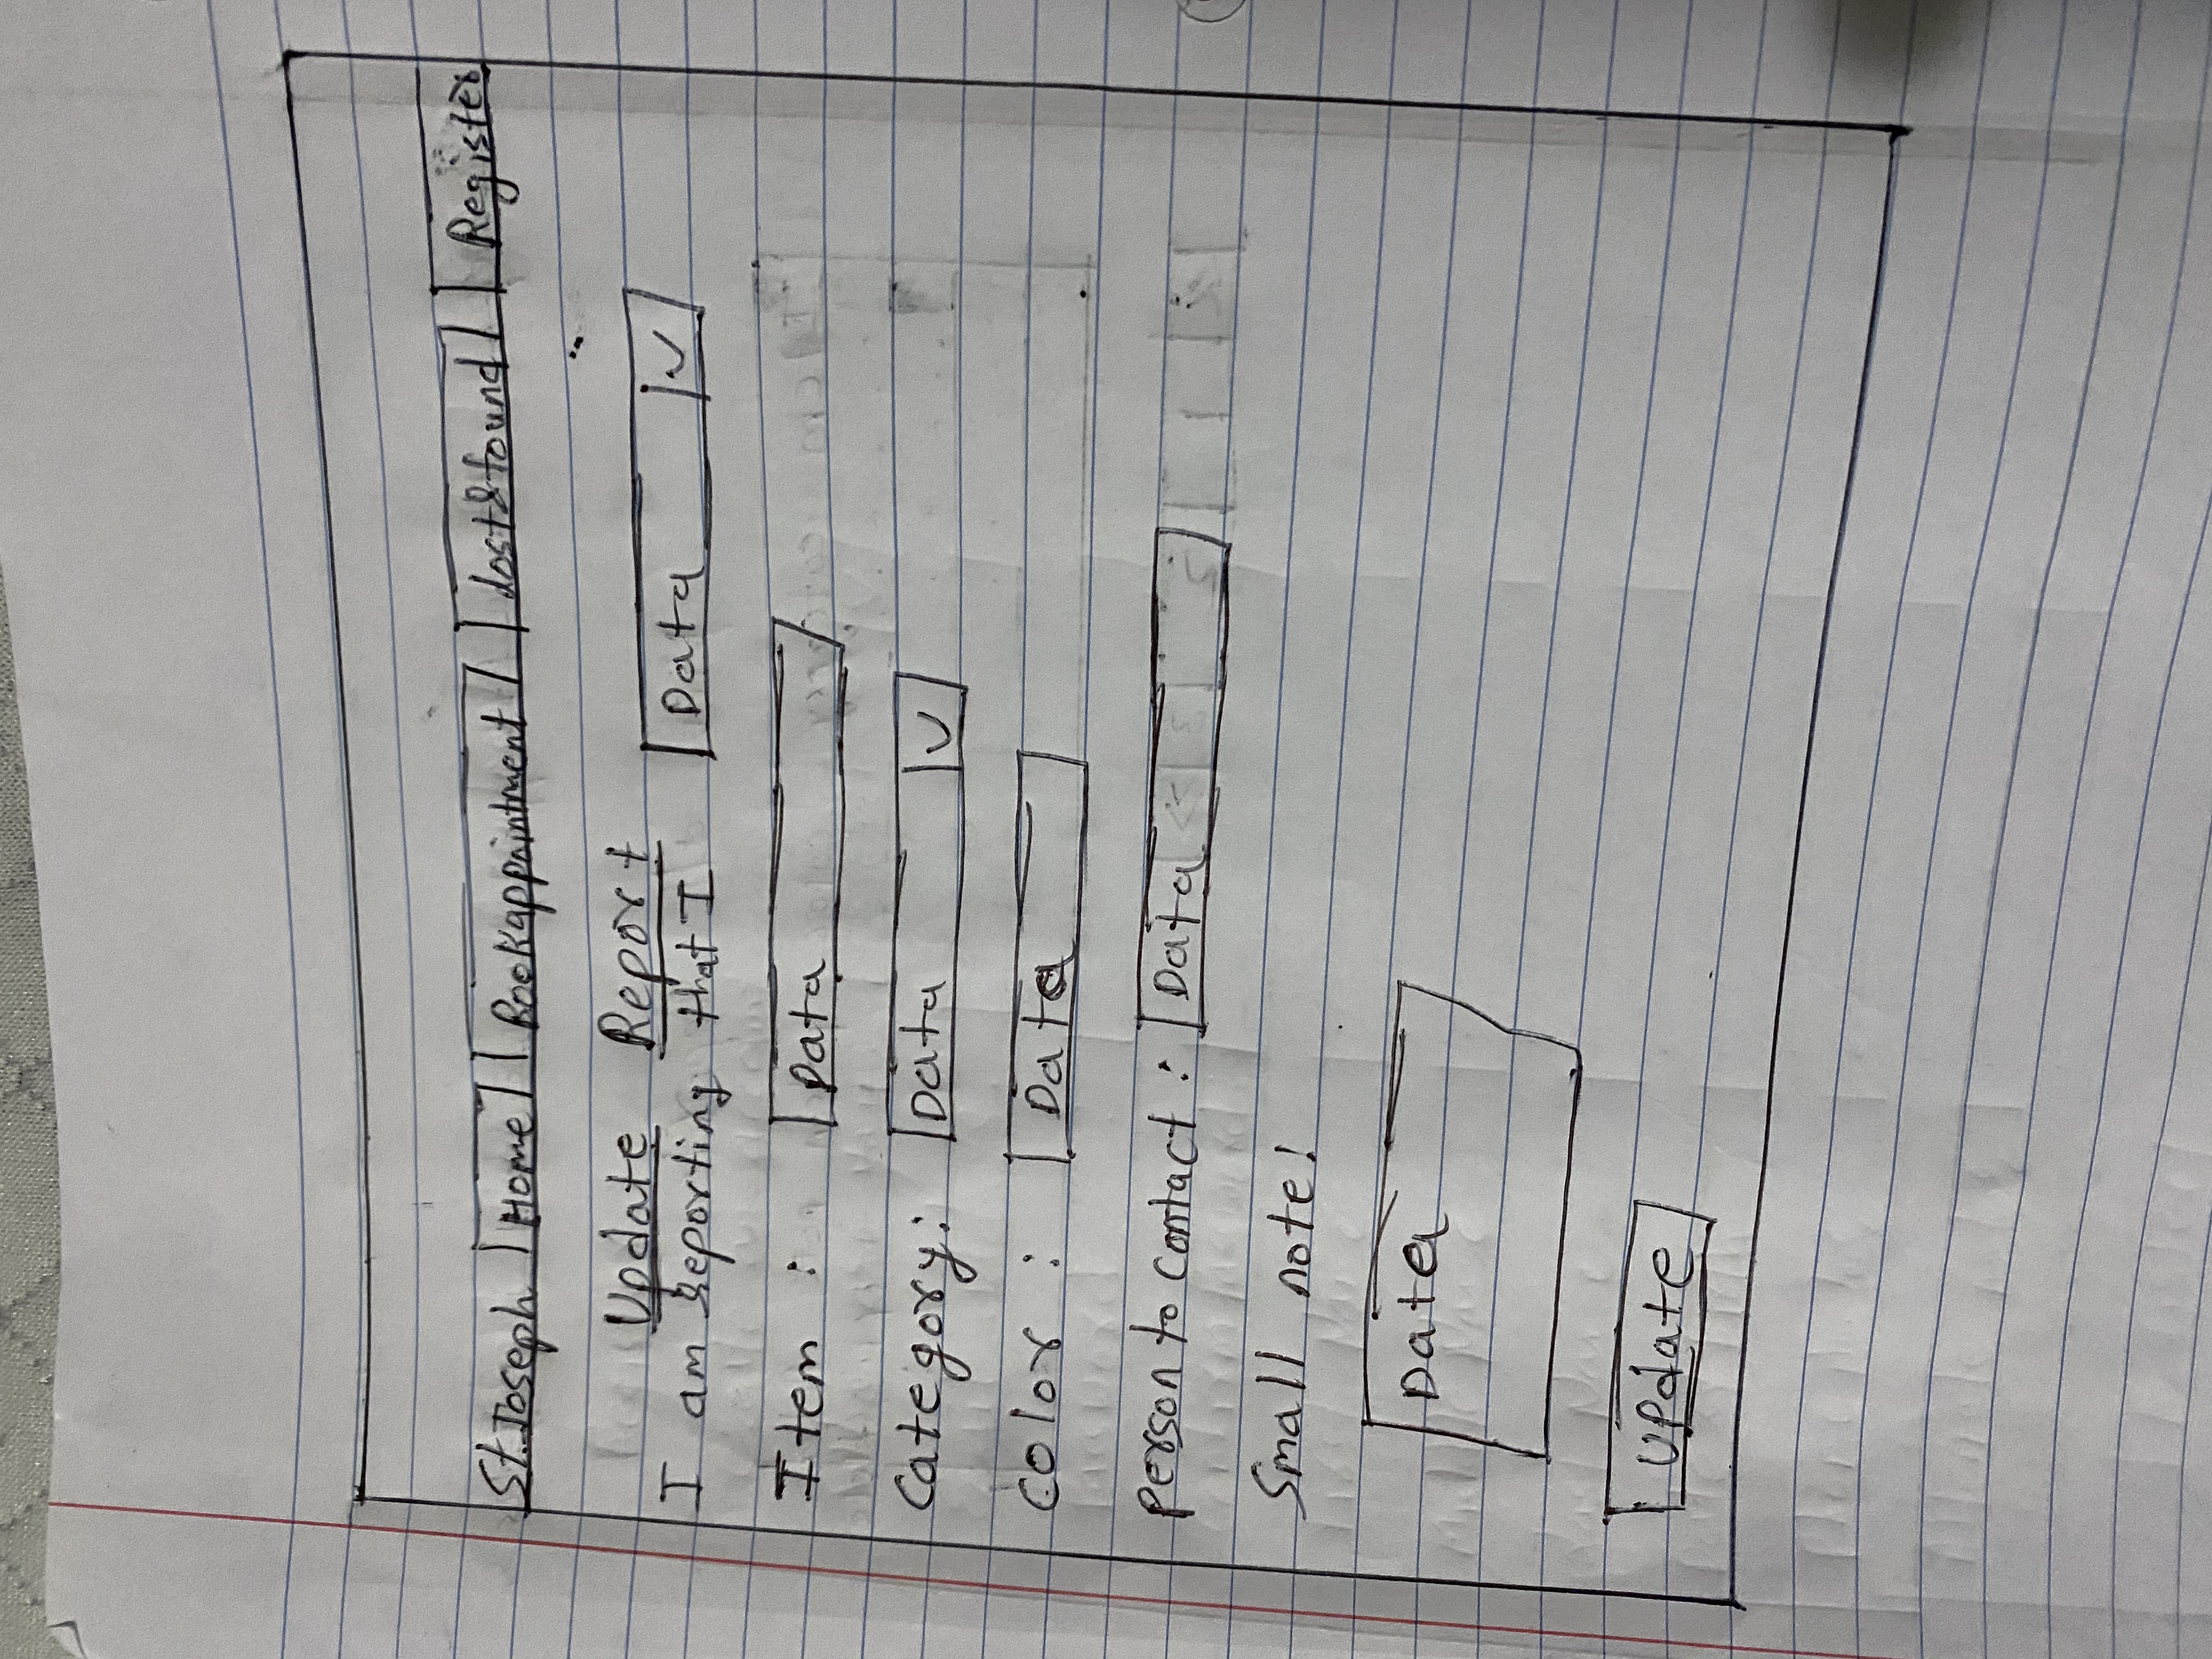 St. Joseph Home Bookappointment Lost&found Register
Update Report
I am reporting that I Data
Item : Data
Category: Data
Color : Data
person to contact : Data
Small note!
Data
Update